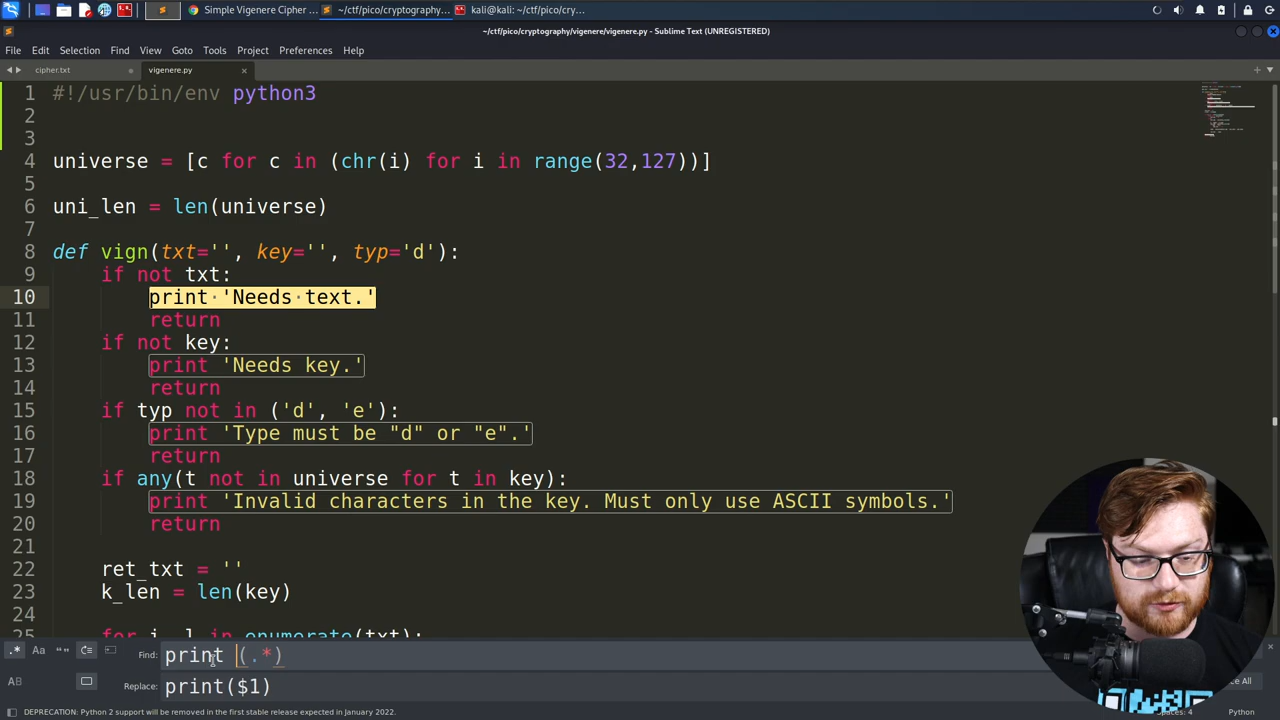 Simple Vigenere Cipher ...
~/ctf/pico/cryptography...
kali@kali: ~/ctf/pico/cry...
~/ctf/pico/cryptography/vigenere/vigenere.py - Sublime Text (UNREGISTERED)
File Edit Selection Find View Goto Tools Project Preferences Help
cipher.txt vigenere.py
1 #!/usr/bin/env python3
2
3
4 universe = [c for c in (chr(i) for i in range(32,127))]
5
6 uni_len = len(universe)
7
8 def vign(txt='', key='', typ='d'):
9 if not txt:
10 print 'Needs text.'
11 return
12 if not key:
13 print 'Needs key.'
14 return
15 if typ not in ('d', 'e'):
16 print 'Type must be "d" or "e".'
17 return
18 if any(t not in universe for t in key):
19 print 'Invalid characters in the key. Must only use ASCII symbols.'
20 return
21
22 ret_txt = ''
23 k_len = len(key)
24
25 for i, l in enumerate(txt):
.* Aa “” Find: print (.*)
AB Replace: print($1) All
DEPRECATION: Python 2 support will be removed in the first stable release expected in January 2022. Spaces: 4 Python